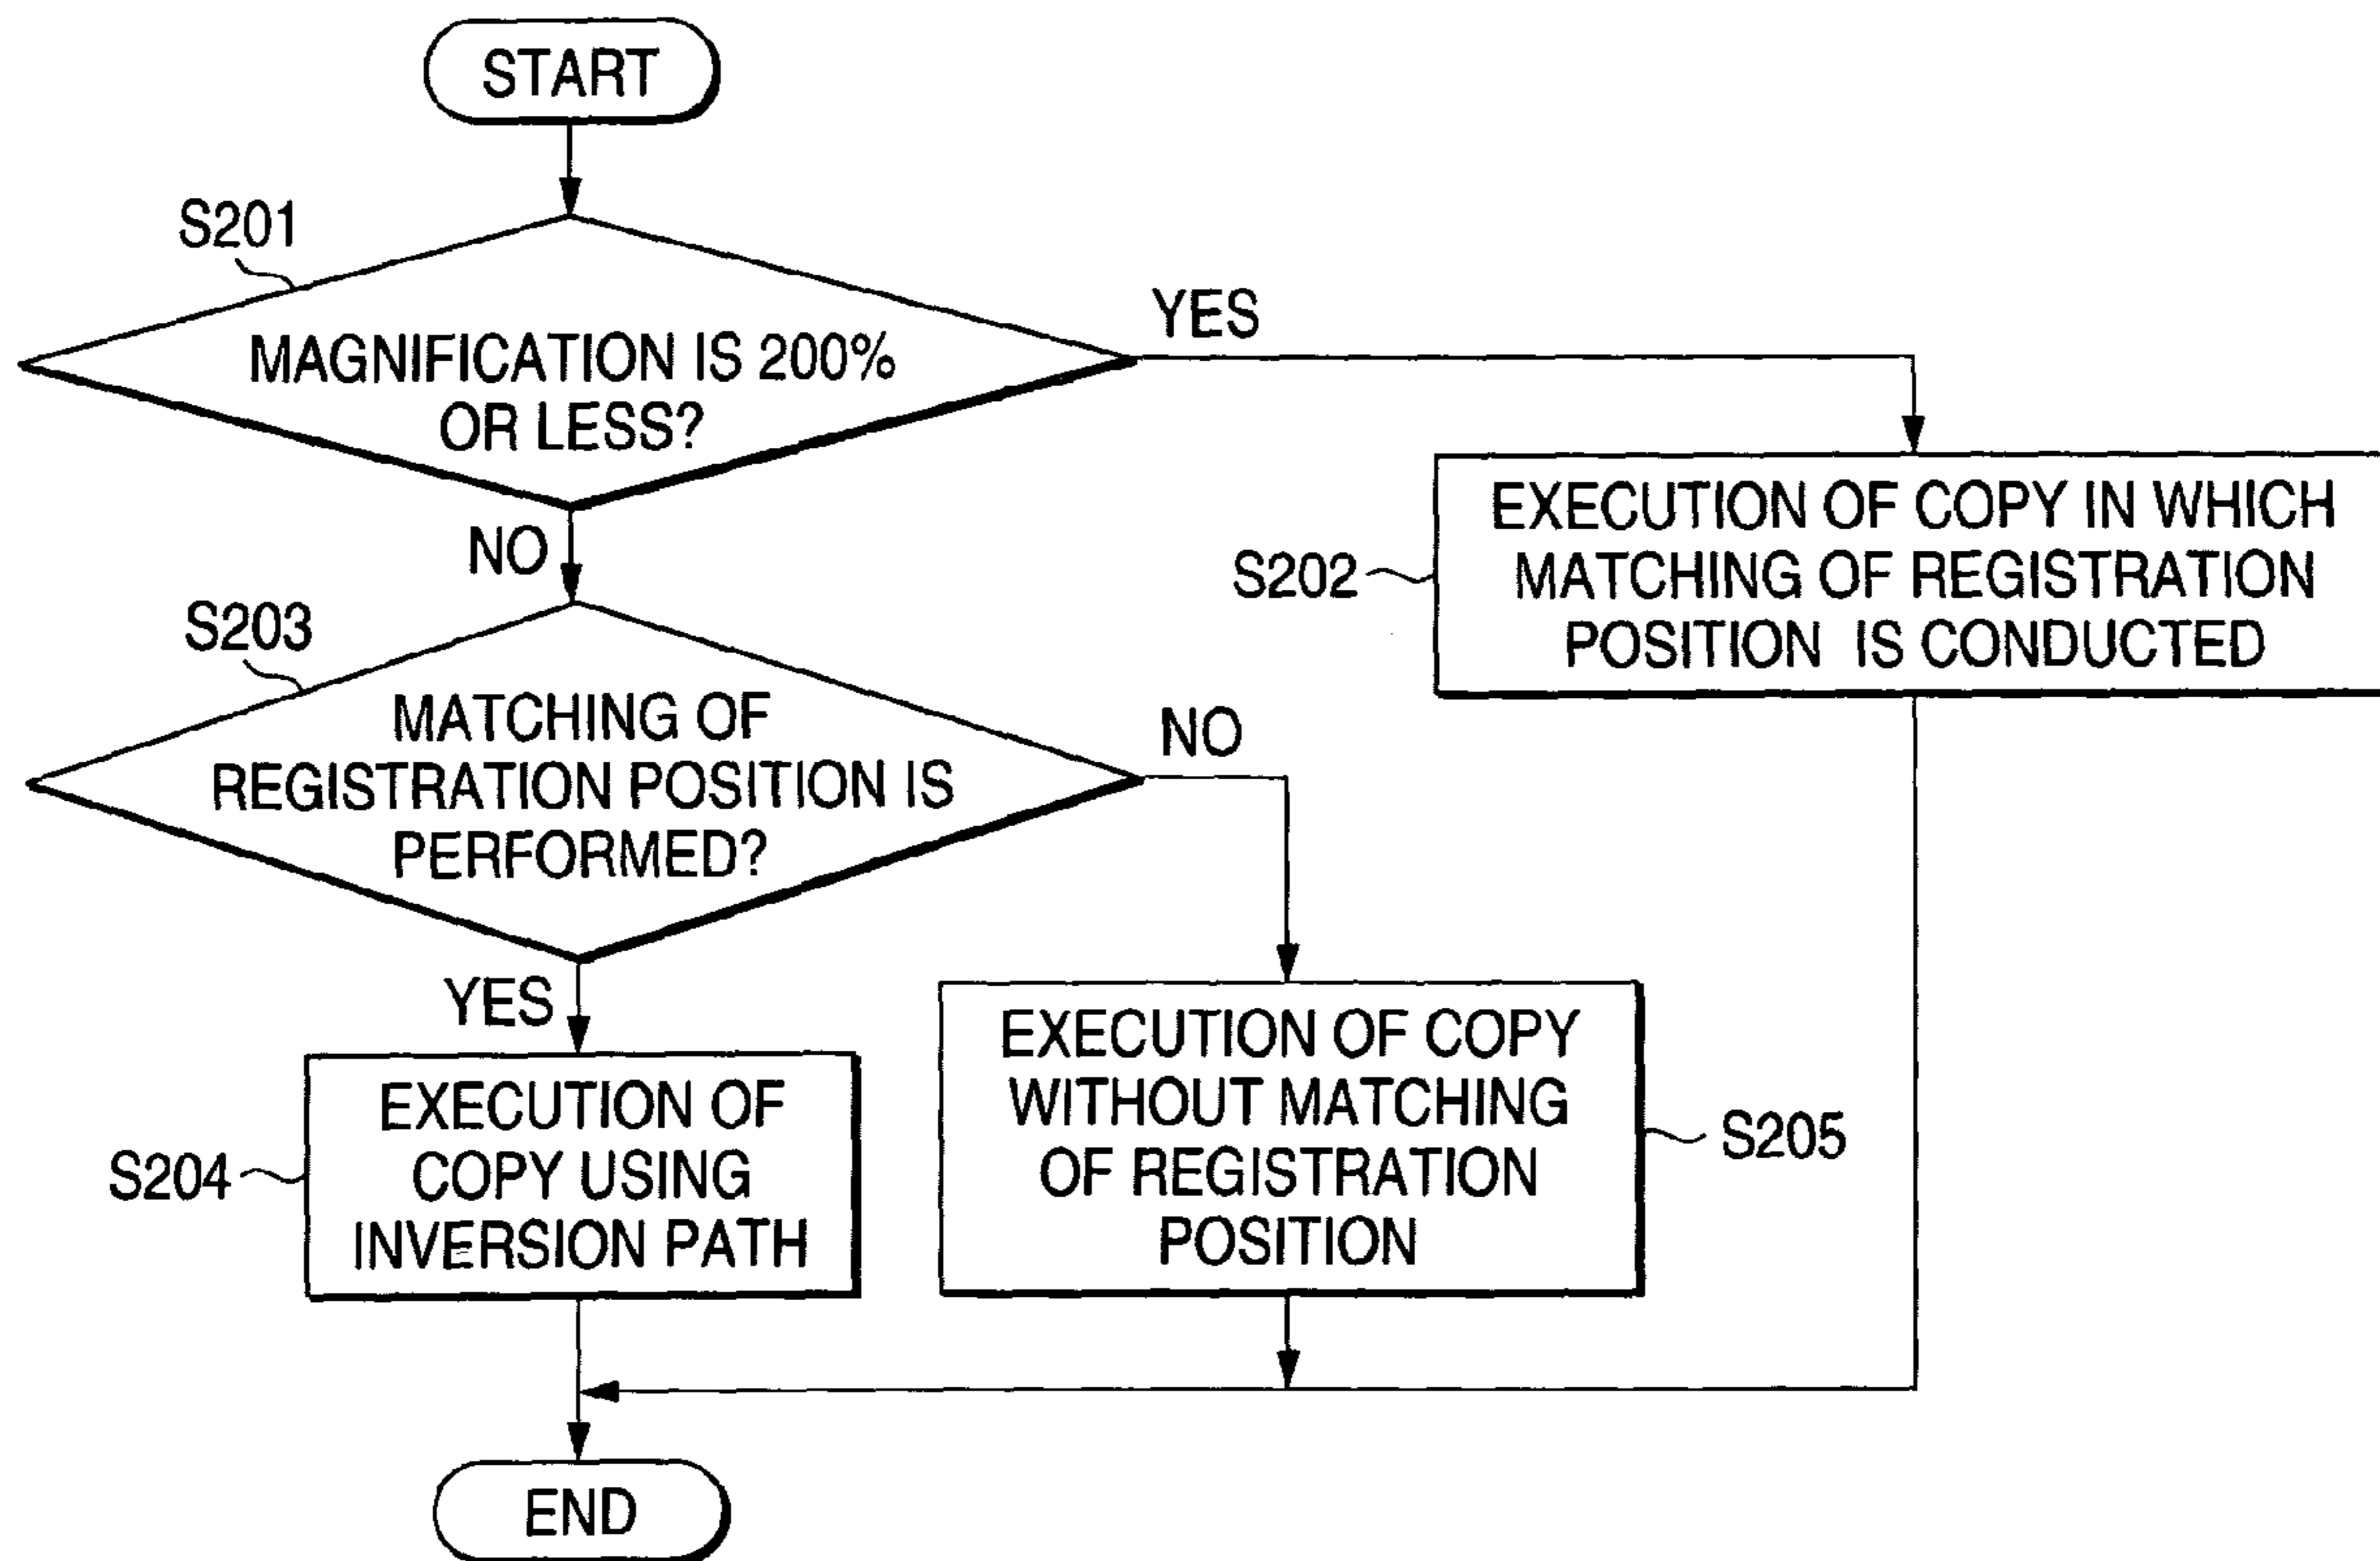 START
S201
MAGNIFICATION IS 200%
OR LESS?
YES
NO
S202
EXECUTION OF COPY IN WHICH
MATCHING OF REGISTRATION
POSITION IS CONDUCTED
S203
MATCHING OF
REGISTRATION POSITION IS
PERFORMED?
NO
YES
S204
EXECUTION OF
COPY USING
INVERSION PATH
EXECUTION OF COPY
WITHOUT MATCHING
OF REGISTRATION
POSITION
S205
END